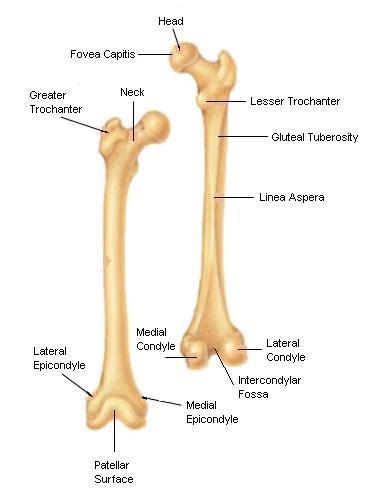 Head
Fovea Capitis
Greater
Trochanter
Neck
Lesser Trochanter
Gluteal Tuberosity
Linea Aspera
Medial
Condyle
Lateral
Condyle
Lateral
Epicondyle
Intercondylar
Fossa
Medial
Epicondyle
Patellar
Surface